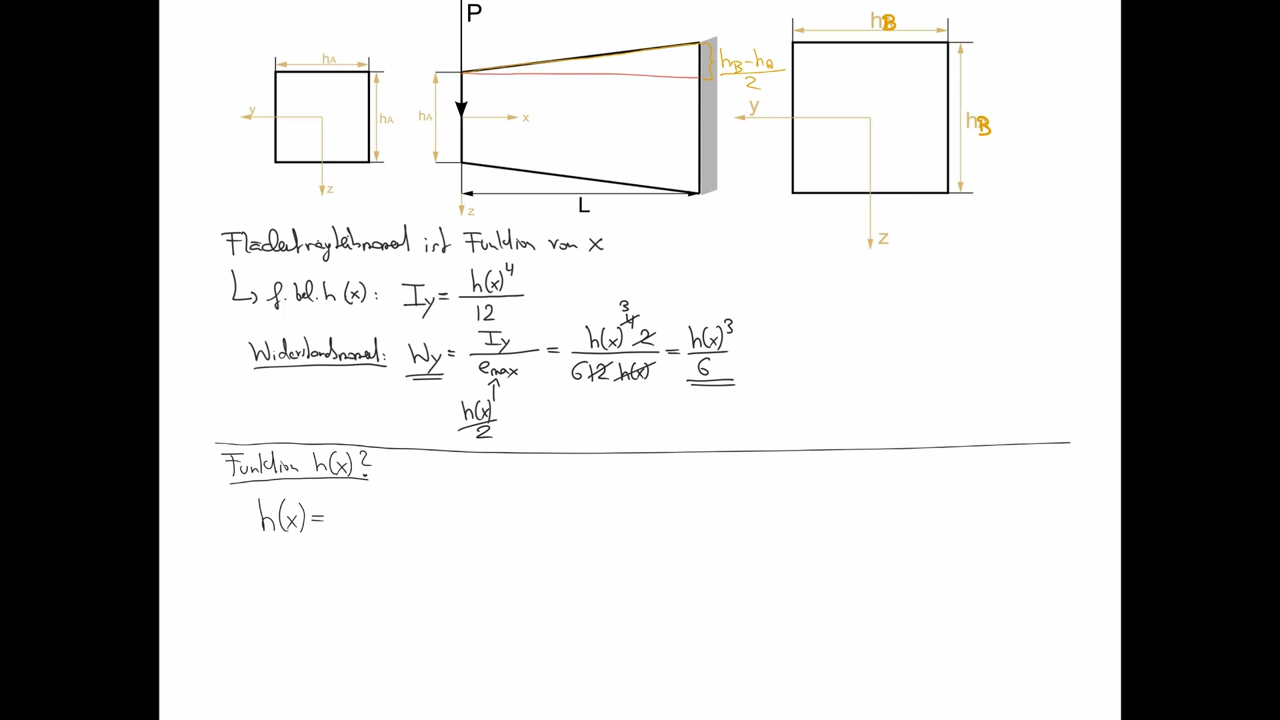 P
hB
hA
hB-hA
2
y
hA
hA
x
y
hB
z
z
L
z
Flächenträgheitsmoment ist Funktion von x
↳ f. bel. h(x): Iy = h(x)^4 / 12
Widerstandsmoment: Wy = Iy / emax = h(x)^4 3 2 / 6 12 h(x) = h(x)^3 / 6
h(x) / 2
Funktion h(x)?
h(x) =